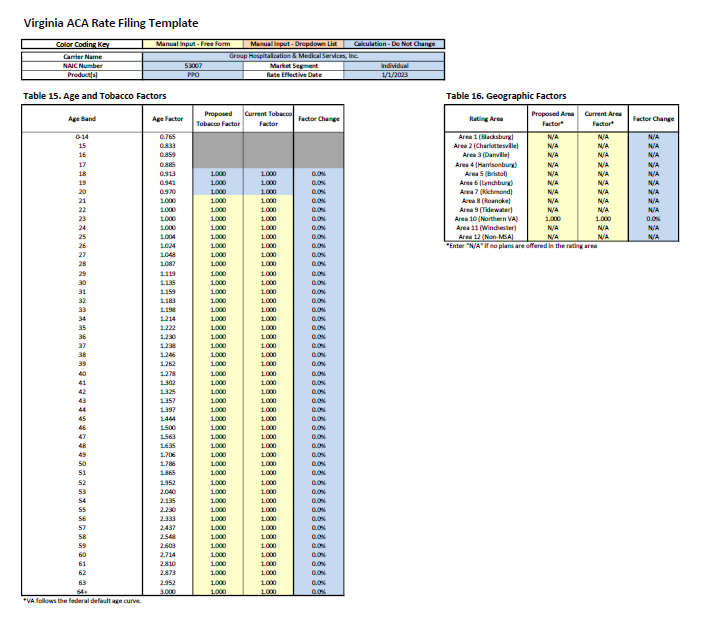 Virginia ACA Rate Filing Template
Color Coding Key Manual Input - Free Form Manual Input - Dropdown List Calculation - Do Not Change
Carrier Name Group Hospitalization & Medical Services, Inc.
NAIC Number 53007 Market Segment Individual
Product(s) PPO Rate Effective Date 1/1/2023
Table 15. Age and Tobacco Factors
Age Band Age Factor Proposed Tobacco Factor Current Tobacco Factor Factor Change
0-14 0.765
15 0.833
16 0.859
17 0.885
18 0.913 1.000 1.000 0.0%
19 0.941 1.000 1.000 0.0%
20 0.970 1.000 1.000 0.0%
21 1.000 1.000 1.000 0.0%
22 1.000 1.000 1.000 0.0%
23 1.000 1.000 1.000 0.0%
24 1.000 1.000 1.000 0.0%
25 1.004 1.000 1.000 0.0%
26 1.024 1.000 1.000 0.0%
27 1.048 1.000 1.000 0.0%
28 1.087 1.000 1.000 0.0%
29 1.119 1.000 1.000 0.0%
30 1.135 1.000 1.000 0.0%
31 1.159 1.000 1.000 0.0%
32 1.183 1.000 1.000 0.0%
33 1.198 1.000 1.000 0.0%
34 1.214 1.000 1.000 0.0%
35 1.222 1.000 1.000 0.0%
36 1.230 1.000 1.000 0.0%
37 1.238 1.000 1.000 0.0%
38 1.246 1.000 1.000 0.0%
39 1.262 1.000 1.000 0.0%
40 1.278 1.000 1.000 0.0%
41 1.302 1.000 1.000 0.0%
42 1.325 1.000 1.000 0.0%
43 1.357 1.000 1.000 0.0%
44 1.397 1.000 1.000 0.0%
45 1.444 1.000 1.000 0.0%
46 1.500 1.000 1.000 0.0%
47 1.563 1.000 1.000 0.0%
48 1.635 1.000 1.000 0.0%
49 1.706 1.000 1.000 0.0%
50 1.786 1.000 1.000 0.0%
51 1.865 1.000 1.000 0.0%
52 1.952 1.000 1.000 0.0%
53 2.040 1.000 1.000 0.0%
54 2.135 1.000 1.000 0.0%
55 2.230 1.000 1.000 0.0%
56 2.333 1.000 1.000 0.0%
57 2.437 1.000 1.000 0.0%
58 2.548 1.000 1.000 0.0%
59 2.603 1.000 1.000 0.0%
60 2.714 1.000 1.000 0.0%
61 2.810 1.000 1.000 0.0%
62 2.873 1.000 1.000 0.0%
63 2.952 1.000 1.000 0.0%
64+ 3.000 1.000 1.000 0.0%
*VA follows the federal default age curve.
Table 16. Geographic Factors
Rating Area Proposed Area Factor* Current Area Factor* Factor Change
Area 1 (Blacksburg) N/A N/A N/A
Area 2 (Charlottesville) N/A N/A N/A
Area 3 (Danville) N/A N/A N/A
Area 4 (Harrisonburg) N/A N/A N/A
Area 5 (Bristol) N/A N/A N/A
Area 6 (Lynchburg) N/A N/A N/A
Area 7 (Richmond) N/A N/A N/A
Area 8 (Roanoke) N/A N/A N/A
Area 9 (Tidewater) N/A N/A N/A
Area 10 (Northern VA) 1.000 1.000 0.0%
Area 11 (Winchester) N/A N/A N/A
Area 12 (Non-MSA) N/A N/A N/A
*Enter "N/A" if no plans are offered in the rating area